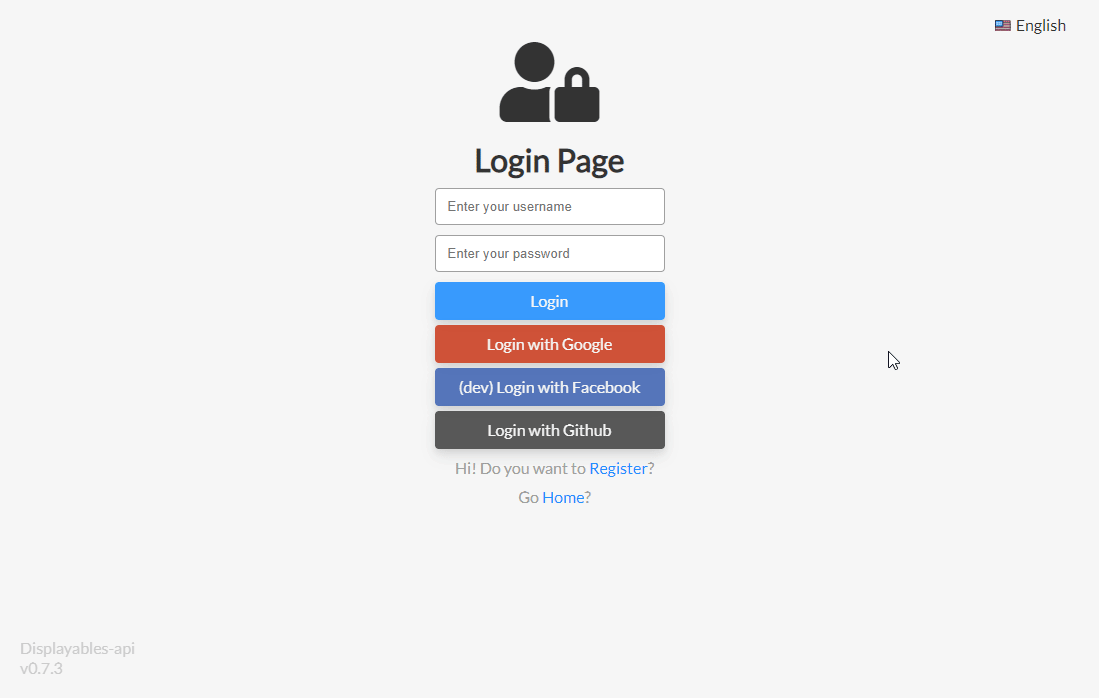 English
Login Page
Enter your username
Enter your password
Login
Login with Google
(dev) Login with Facebook
Login with Github
Hi! Do you want to Register?
Go Home?
Displayables-api
v0.7.3